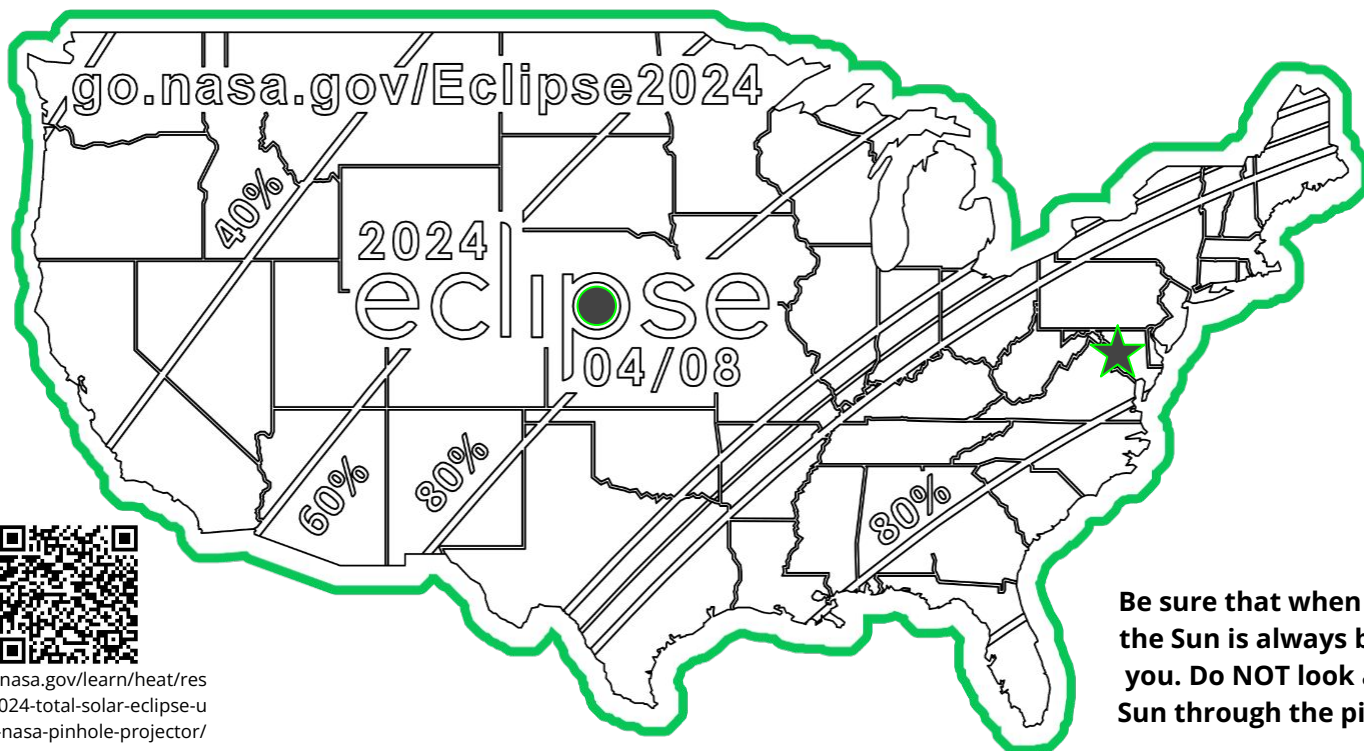 go.nasa.gov/Eclipse2024
40%
2024
eclipse
04/08
60%
80%
80%
nasa.gov/learn/heat/res
024-total-solar-eclipse-u
-nasa-pinhole-projector/
Be sure that when
the Sun is always b
you. Do NOT look
Sun through the pi